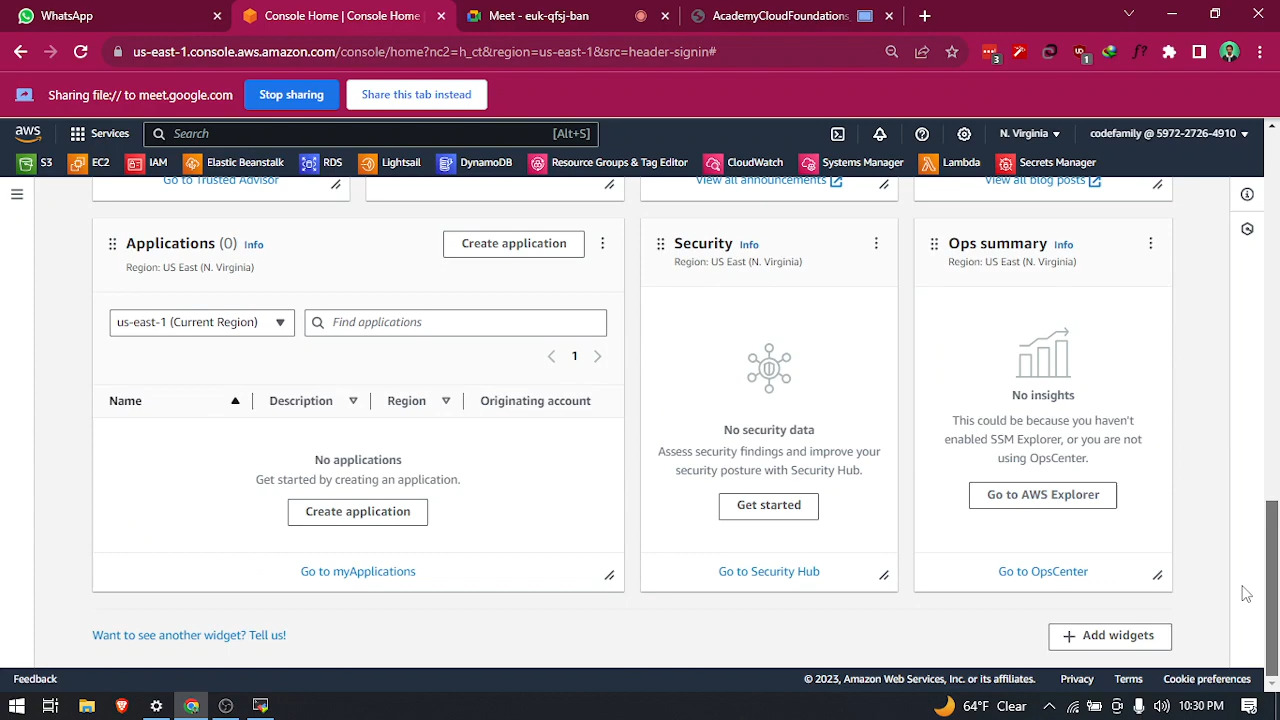 WhatsApp
Console Home | Console Home
Meet - euk-qfsj-ban
AcademyCloudFoundations_
us-east-1.console.aws.amazon.com/console/home?nc2=h_ct&region=us-east-1&src=header-signin#
3
1
f?
Sharing file:// to meet.google.com
Stop sharing
Share this tab instead
aws
Services
Search
[Alt+S]
N. Virginia
codefamily @ 5972-2726-4910
S3
EC2
IAM
Elastic Beanstalk
RDS
Lightsail
DynamoDB
Resource Groups & Tag Editor
CloudWatch
Systems Manager
Lambda
Secrets Manager
Go to Trusted Advisor
View all announcements
View all blog posts
Applications (0) Info
Region: US East (N. Virginia)
Create application
us-east-1 (Current Region)
Find applications
1
Name
Description
Region
Originating account
No applications
Get started by creating an application.
Create application
Go to myApplications
Security Info
Region: US East (N. Virginia)
No security data
Assess security findings and improve your
security posture with Security Hub.
Get started
Go to Security Hub
Ops summary Info
Region: US East (N. Virginia)
No insights
This could be because you haven't
enabled SSM Explorer, or you are not
using OpsCenter.
Go to AWS Explorer
Go to OpsCenter
Want to see another widget? Tell us!
Add widgets
Feedback
© 2023, Amazon Web Services, Inc. or its affiliates.
Privacy
Terms
Cookie preferences
64°F Clear
10:30 PM